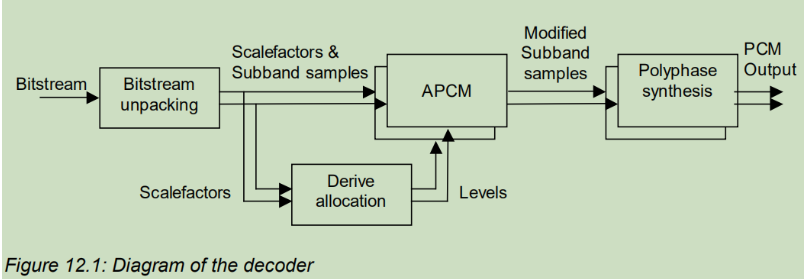 Bitstream
Bitstream
unpacking
Scalefactors &
Subband samples
APCM
Modified
Subband
samples
Polyphase
synthesis
PCM
Output
Scalefactors
Derive
allocation
Levels
Figure 12.1: Diagram of the decoder